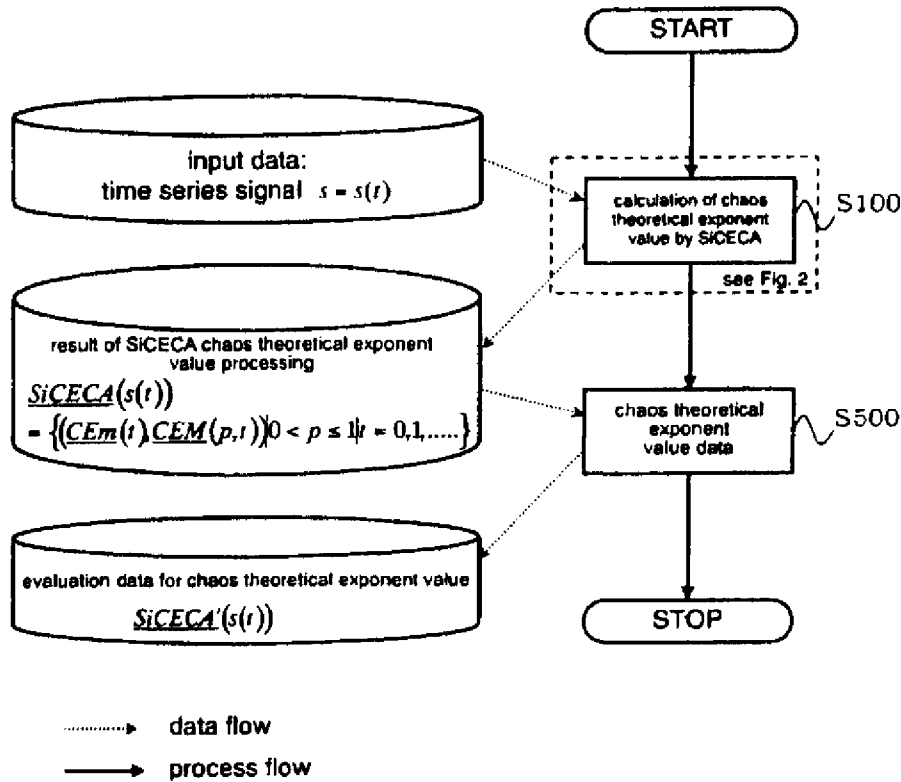 START
input data:
time series signal s = s(t)
calculation of chaos
theoretical exponent
value by SiCECA
S100
see Fig. 2
result of SiCECA chaos theoretical exponent
value processing
SiCECA(s(t))
= {(CEm(t),CEM(p,t))|0 < p ≤ 1|t = 0,1,.....}
chaos theoretical
exponent
value data
S500
evaluation data for chaos theoretical exponent value
SiCECA'(s(t))
STOP
data flow
process flow